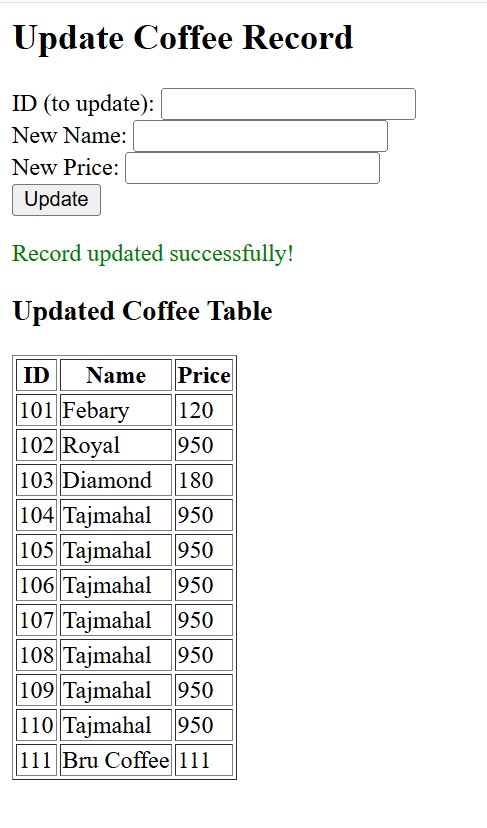 Update Coffee Record
ID (to update):
New Name:
New Price:
Update
Record updated successfully!
Updated Coffee Table
ID Name Price
101 Febary 120
102 Royal 950
103 Diamond 180
104 Tajmahal 950
105 Tajmahal 950
106 Tajmahal 950
107 Tajmahal 950
108 Tajmahal 950
109 Tajmahal 950
110 Tajmahal 950
111 Bru Coffee 111